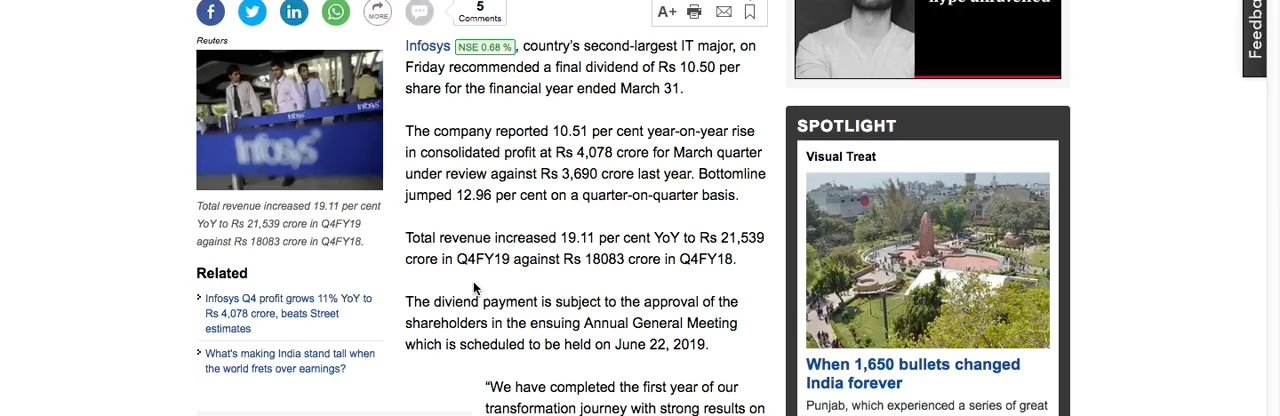 hype unravelled
Feedba
MORE
5
Comments
A+
Reuters
Infosys
Infosys
Total revenue increased 19.11 per cent
YoY to Rs 21,539 crore in Q4FY19
against Rs 18083 crore in Q4FY18.
Related
Infosys Q4 profit grows 11% YoY to
Rs 4,078 crore, beats Street
estimates
What's making India stand tall when
the world frets over earnings?
Infosys NSE 0.68 % , country's second-largest IT major, on
Friday recommended a final dividend of Rs 10.50 per
share for the financial year ended March 31.
The company reported 10.51 per cent year-on-year rise
in consolidated profit at Rs 4,078 crore for March quarter
under review against Rs 3,690 crore last year. Bottomline
jumped 12.96 per cent on a quarter-on-quarter basis.
Total revenue increased 19.11 per cent YoY to Rs 21,539
crore in Q4FY19 against Rs 18083 crore in Q4FY18.
The diviend payment is subject to the approval of the
shareholders in the ensuing Annual General Meeting
which is scheduled to be held on June 22, 2019.
“We have completed the first year of our
transformation journey with strong results on
SPOTLIGHT
Visual Treat
When 1,650 bullets changed
India forever
Punjab, which experienced a series of great